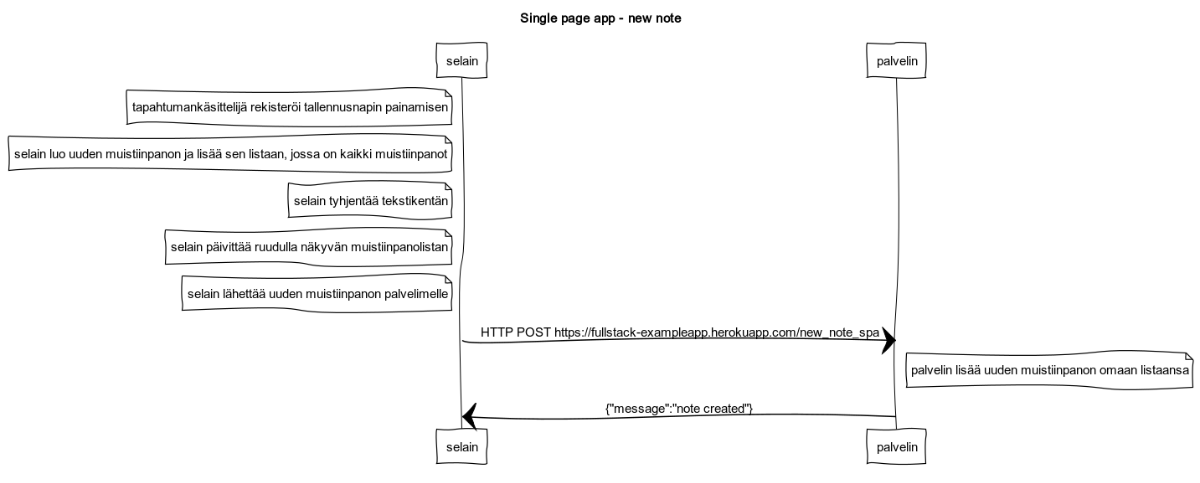 Single page app - new note
selain
palvelin
tapahtumankäsittelijä rekisteröi tallennusnapin painamisen
selain luo uuden muistiinpanon ja lisää sen listaan, jossa on kaikki muistiinpanot
selain tyhjentää tekstikentän
selain päivittää ruudulla näkyvän muistiinpanolistan
selain lähettää uuden muistiinpanon palvelimelle
HTTP POST https://fullstack-exampleapp.herokuapp.com/new_note_spa
palvelin lisää uuden muistiinpanon omaan listaansa
{"message":"note created"}
selain
palvelin